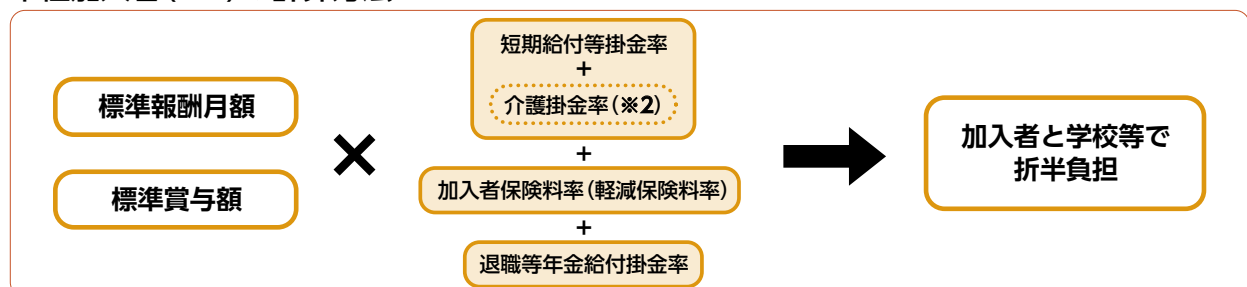 標準報酬月額
標準賞与額
×
短期給付等掛金率
+
介護掛金率(※2)
+
加入者保険料率(軽減保険料率)
+
退職等年金給付掛金率
加入者と学校等で
折半負担